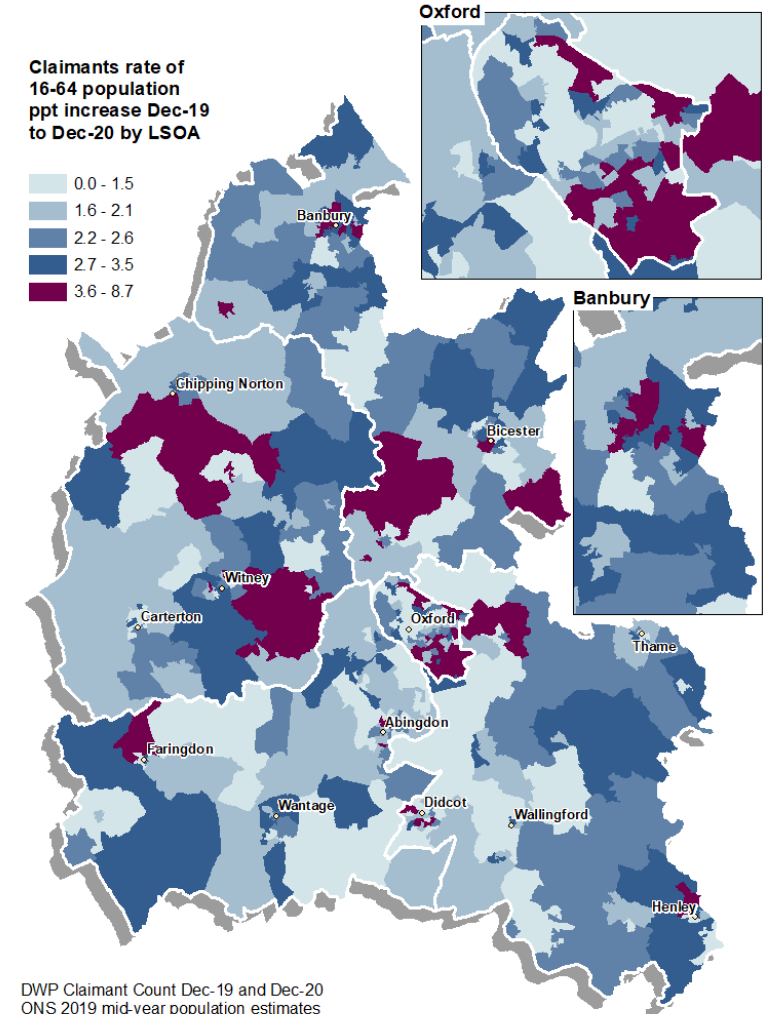 Oxford
Claimants rate of
16-64 population
ppt increase Dec-19
to Dec-20 by LSOA
0.0 - 1.5
1.6 - 2.1
2.2 - 2.6
2.7 - 3.5
3.6 - 8.7
Banbury
Banbury
Chipping Norton
Bicester
Witney
Carterton
Oxford
Thame
Abingdon
Faringdon
Wantage
Didcot
Wallingford
Henley
DWP Claimant Count Dec-19 and Dec-20
ONS 2019 mid-year population estimates